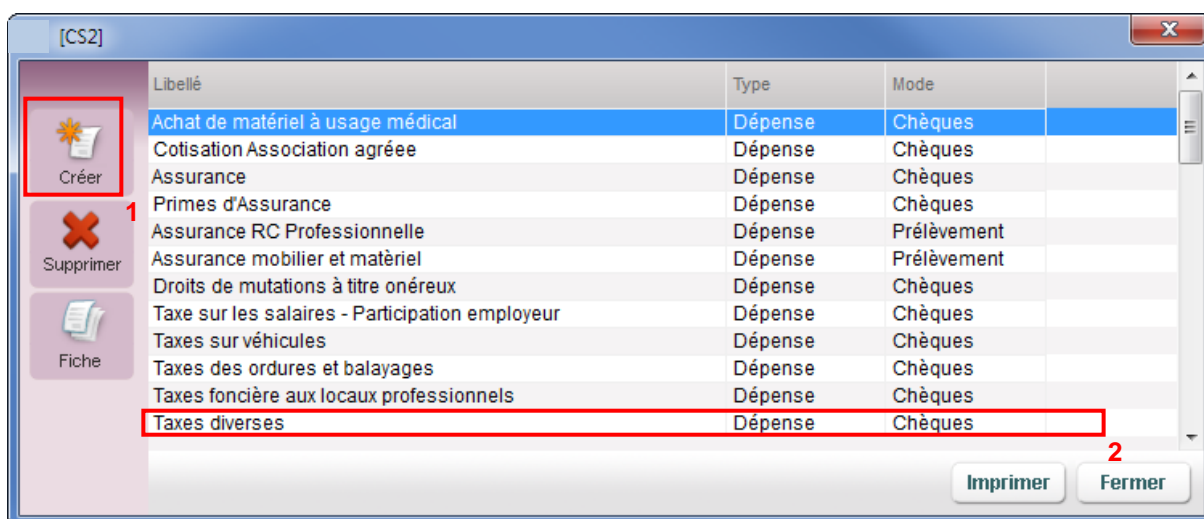 [CS2]
x
Libellé Type Mode
Achat de matériel à usage médical Dépense Chèques
Cotisation Association agréee Dépense Chèques
Créer
Assurance Dépense Chèques
1
Primes d'Assurance Dépense Chèques
Assurance RC Professionnelle Dépense Prélèvement
Supprimer
Assurance mobilier et matèriel Dépense Prélèvement
Droits de mutations à titre onéreux Dépense Chèques
Taxe sur les salaires - Participation employeur Dépense Chèques
Taxes sur véhicules Dépense Chèques
Fiche
Taxes des ordures et balayages Dépense Chèques
Taxes foncière aux locaux professionnels Dépense Chèques
Taxes diverses Dépense Chèques
2
Imprimer Fermer